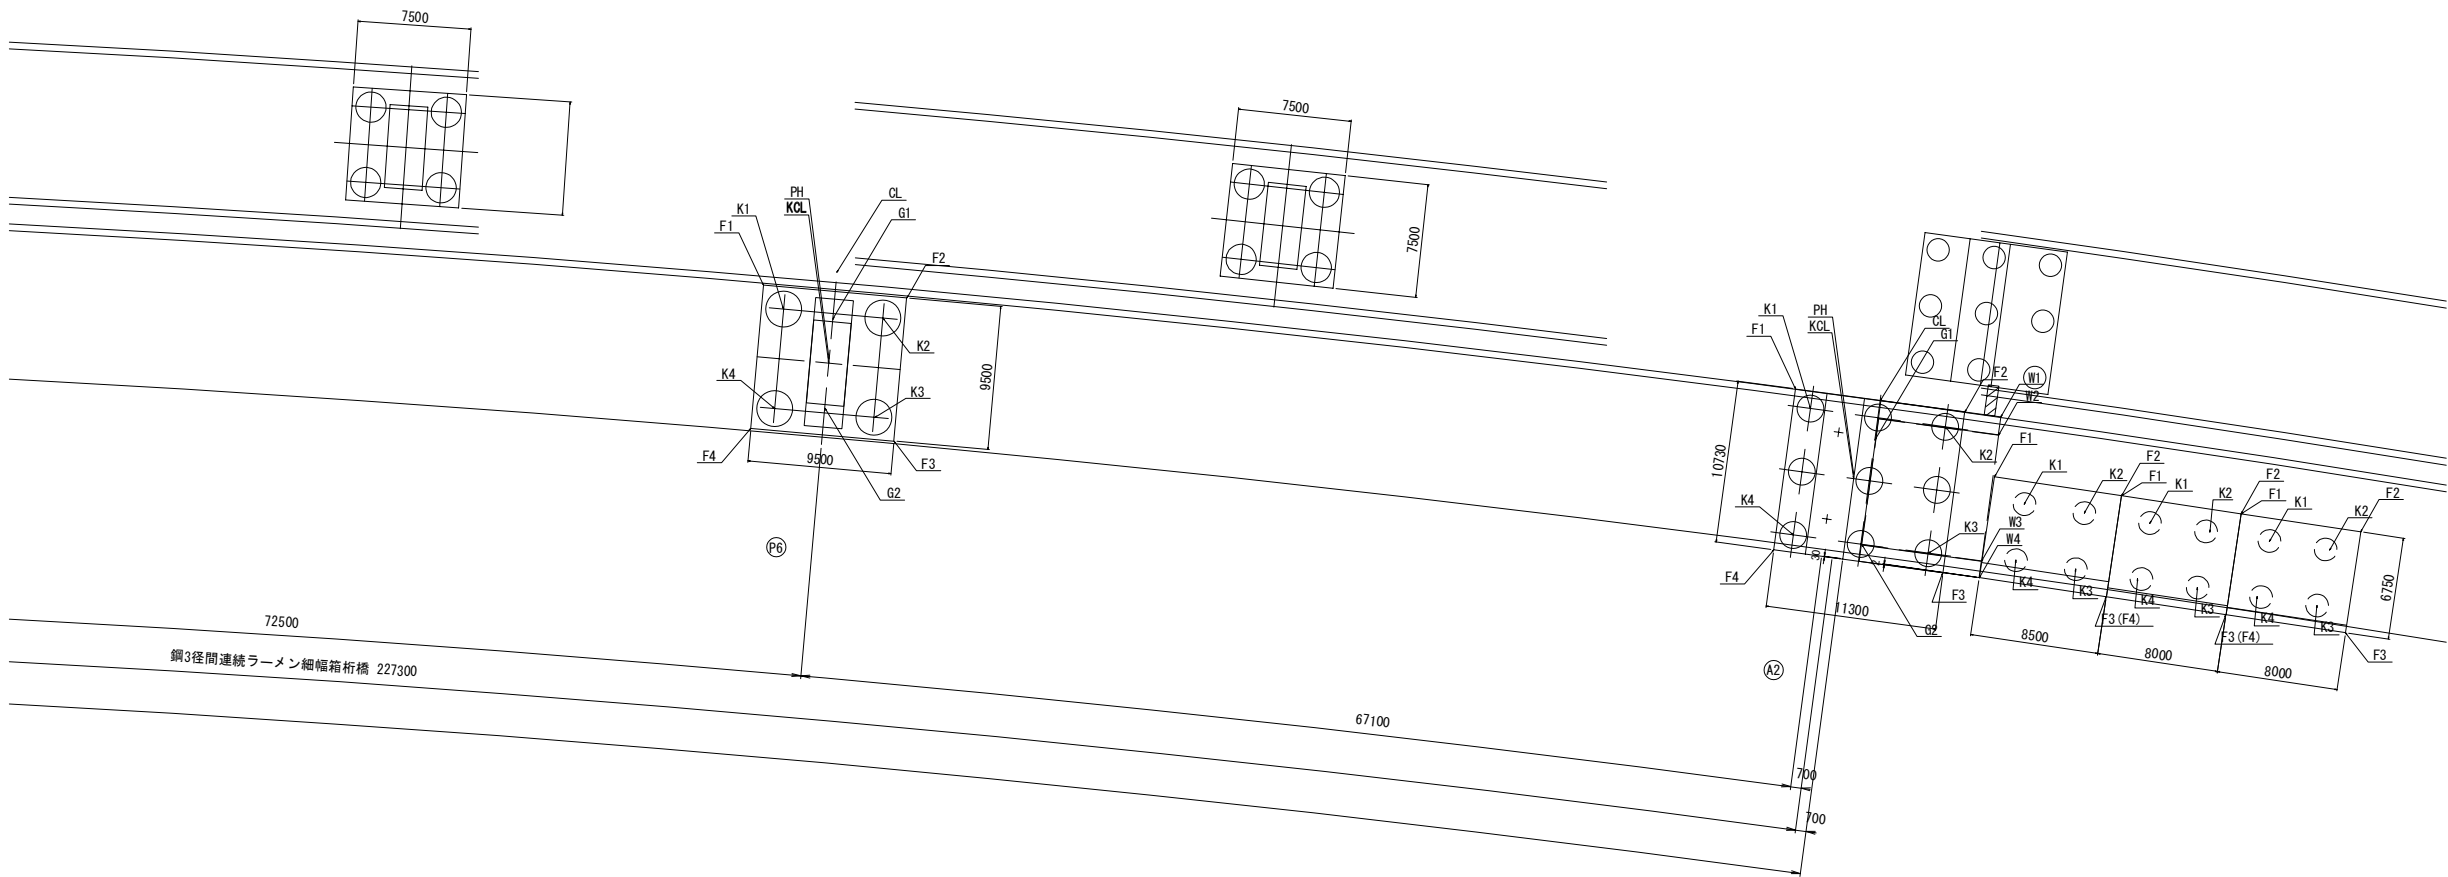 7500
7500
7500
PH
KCL
CL
K1
G1
F1
F2
K2
K4
K3
9500
9500
F4
F3
G2
P6
K1
PH
F1
KCL
CL
G1
F2
W1
W2
K2
10730
K4
K3
W3
W4
30
F4
11300
F3
G2
A2
F1
K1
K2
F2
F1
K1
K2
F2
F1
K1
K2
F2
K4
K3
K4
K3
K4
K3
F3(F4)
F3(F4)
F3
6750
8500
8000
8000
72500
鋼3径間連続ラーメン細幅箱桁橋 227300
67100
700
700